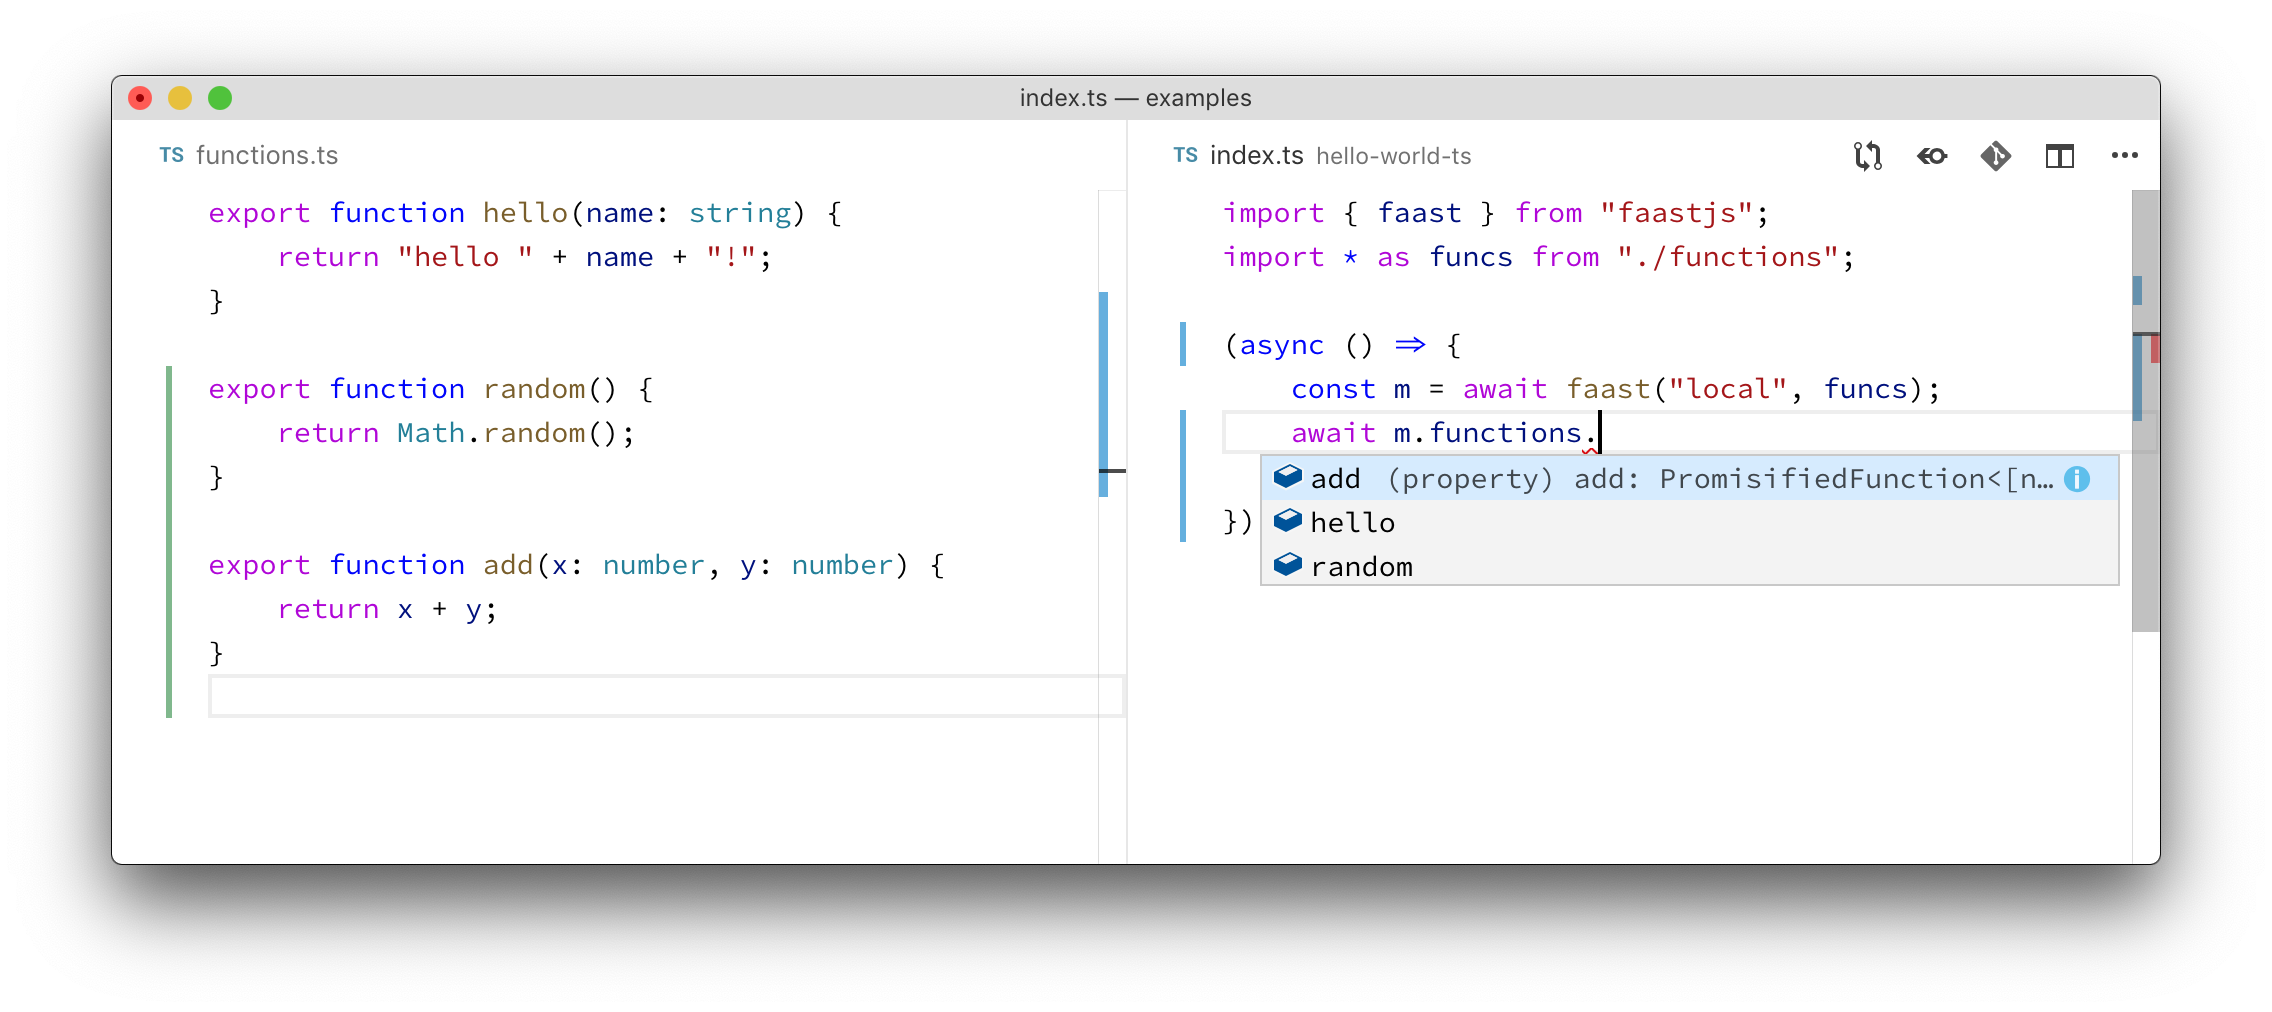 index.ts — examples
TS functions.ts
export function hello(name: string) {
    return "hello " + name + "!";
}
export function random() {
    return Math.random();
}
export function add(x: number, y: number) {
    return x + y;
}
TS index.ts hello-world-ts
import { faast } from "faastjs";
import * as funcs from "./functions";
(async () => {
    const m = await faast("local", funcs);
    await m.functions.
add (property) add: PromisifiedFunction<[n…
hello
random
})